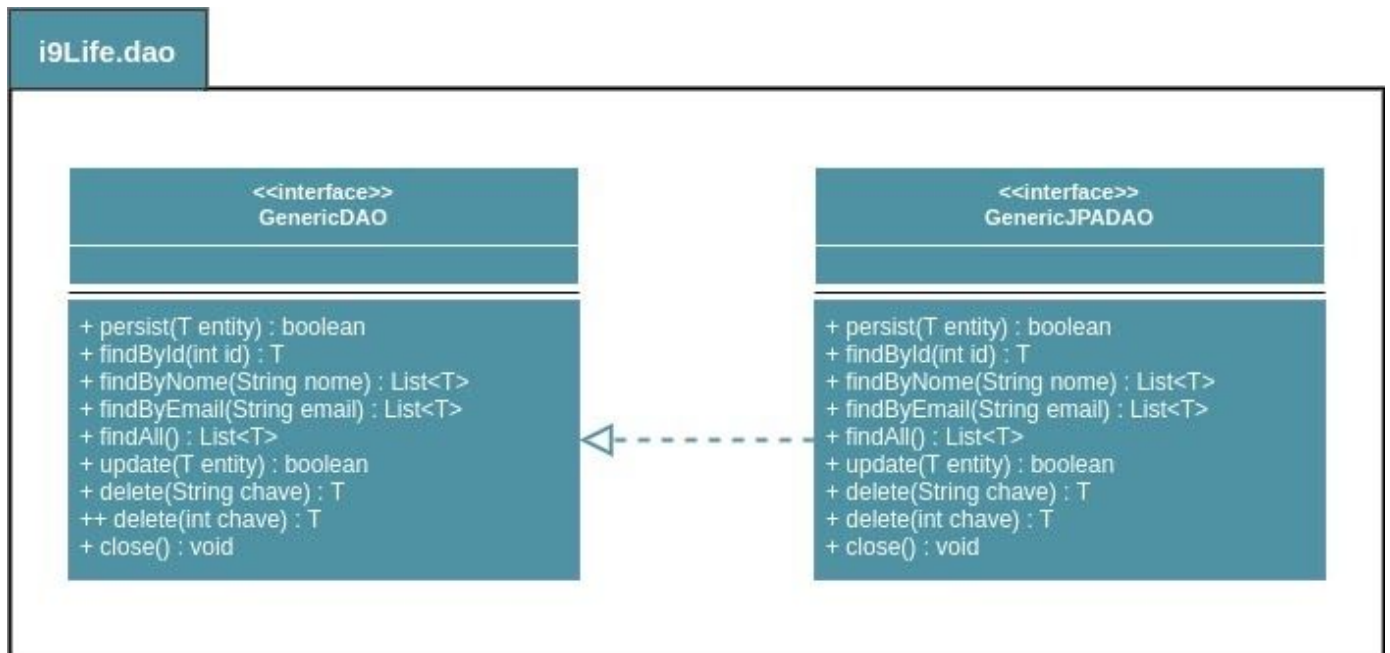 i9Life.dao
<<interface>>
GenericDAO
+ persist(T entity) : boolean
+ findById(int id) : T
+ findByNome(String nome) : List<T>
+ findByEmail(String email) : List<T>
+ findAll() : List<T>
+ update(T entity) : boolean
+ delete(String chave) : T
++ delete(int chave) : T
+ close() : void
<<interface>>
GenericJPADAO
+ persist(T entity) : boolean
+ findById(int id) : T
+ findByNome(String nome) : List<T>
+ findByEmail(String email) : List<T>
+ findAll() : List<T>
+ update(T entity) : boolean
+ delete(String chave) : T
+ delete(int chave) : T
+ close() : void